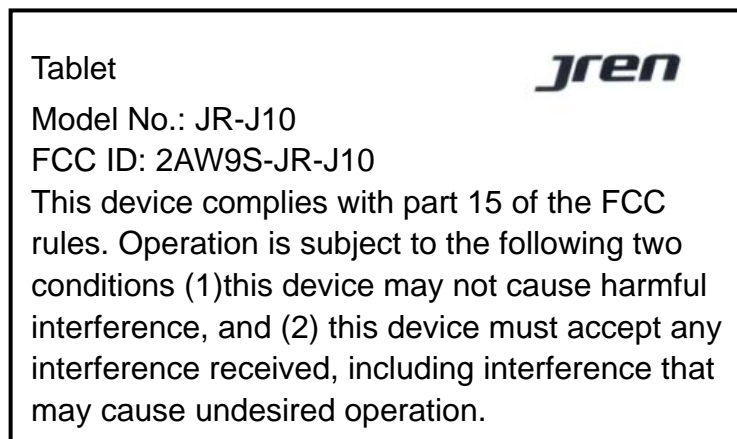 Tablet
Jren
Model No.: JR-J10
FCC ID: 2AW9S-JR-J10
This device complies with part 15 of the FCC
rules. Operation is subject to the following two
conditions (1)this device may not cause harmful
interference, and (2) this device must accept any
interference received, including interference that
may cause undesired operation.